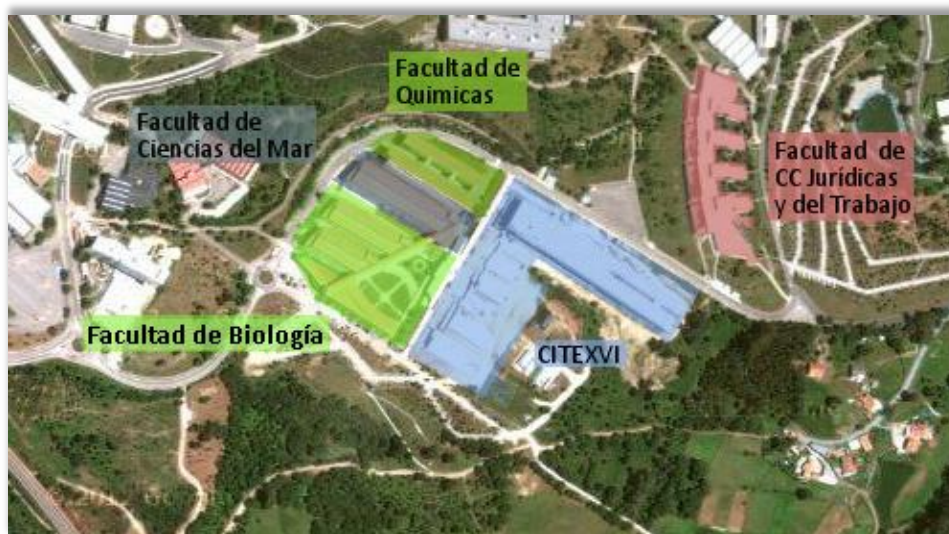 Facultad de
Quimicas
Facultad de
Ciencias del Mar
Facultad de
CC Jurídicas
y del Trabajo
Facultad de Biología
CITEXVI